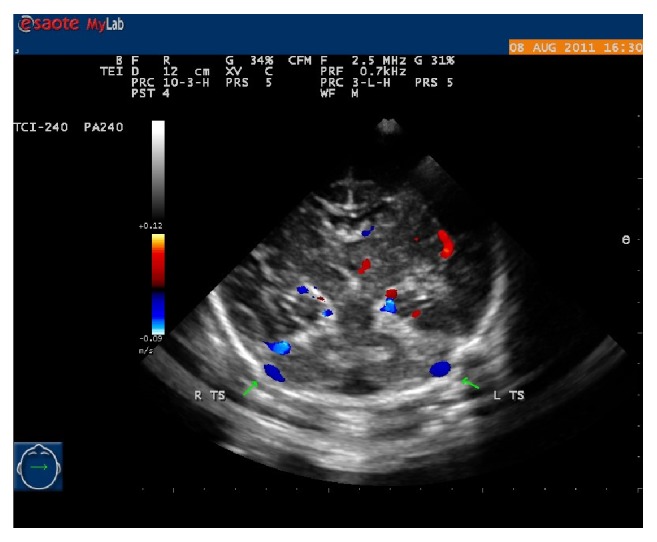 esaote MyLab
08 AUG 2011 16:30
B F R G 34% CFM F 2.5 MHz G 31%
TEI D 12 cm XV C PRF 0.7kHz
PRC 10-3-H PRS 5 PRC 3-L-H PRS 5
PST 4 WF M
TCI-240 PA240
+0.12
-0.09
m/s
e
R TS
L TS